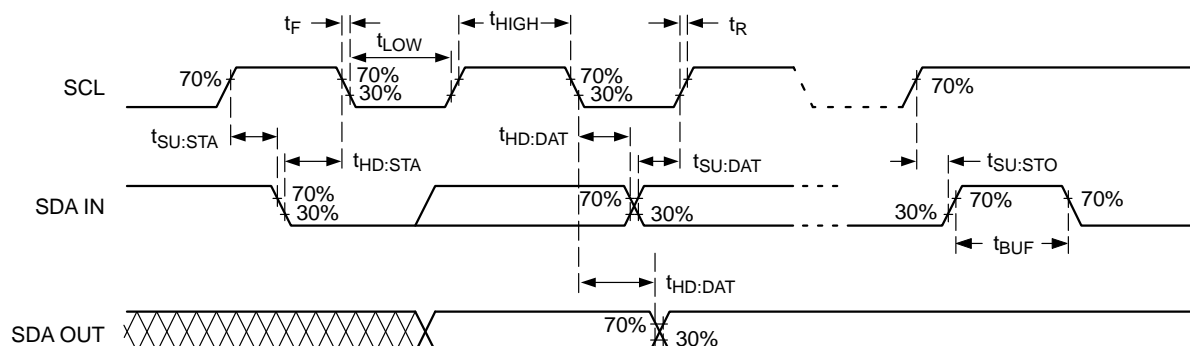 tF
tLOW
tHIGH
tR
SCL
70%
70%
30%
70%
30%
70%
tSU:STA
tHD:STA
tHD:DAT
tSU:DAT
tSU:STO
SDA IN
70%
30%
70%
30%
30%
70%
70%
tBUF
tHD:DAT
SDA OUT
70%
30%